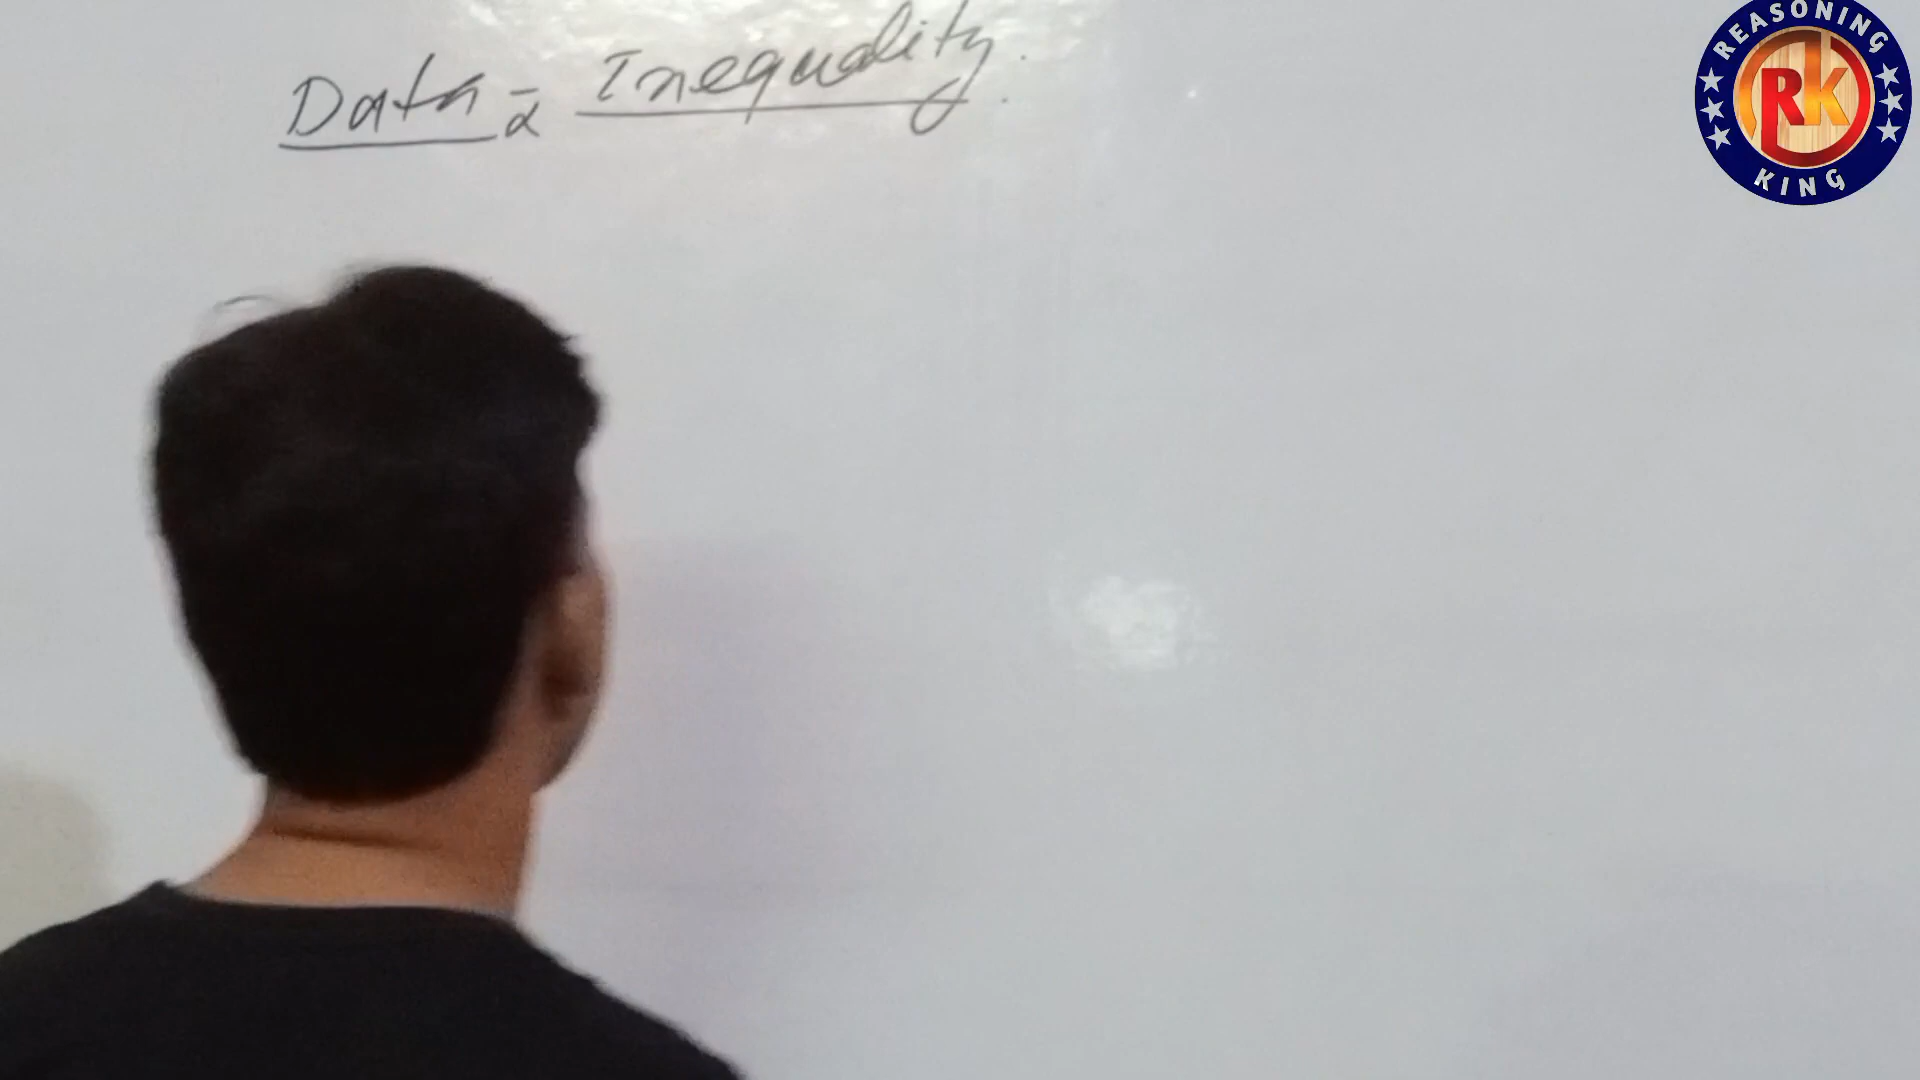 Data = Inequality.
REASONING
RK
KING